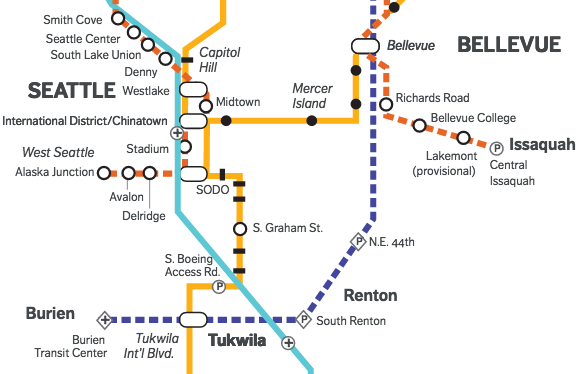 Smith Cove
Seattle Center
South Lake Union
Denny
Capitol
Hill
Bellevue
BELLEVUE
SEATTLE
Westlake
Midtown
Mercer
Island
Richards Road
International District/Chinatown
Bellevue College
Stadium
West Seattle
Alaska Junction
Avalon
Delridge
SODO
Lakemont
(provisional)
P
Issaquah
Central
Issaquah
S. Graham St.
P
N.E. 44th
S. Boeing
Access Rd.
P
Renton
Burien
Burien
Transit Center
Tukwila
Int'l Blvd.
Tukwila
P
South Renton